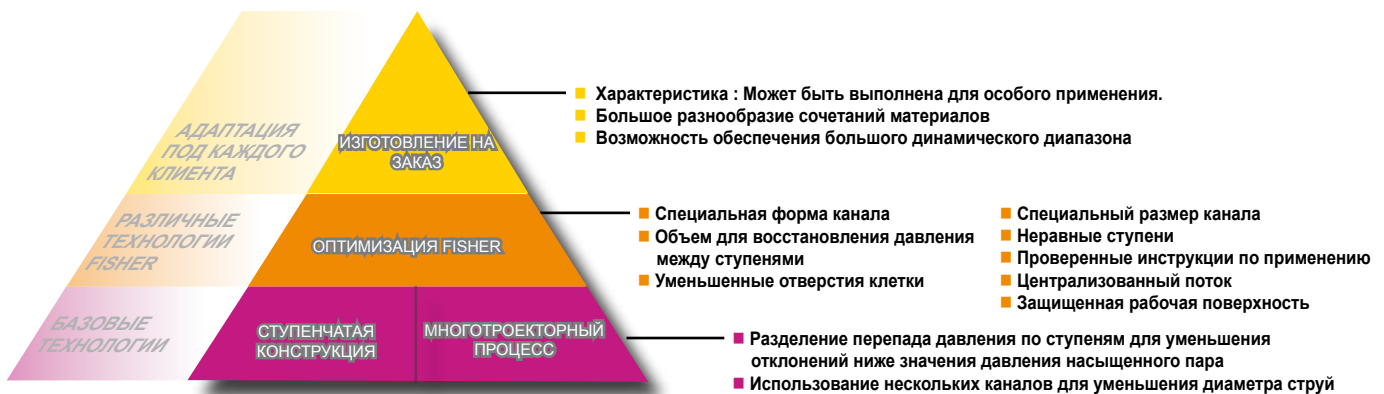 АДАПТАЦИЯ
ПОД КАЖДОГО
КЛИЕНТА
ИЗГОТОВЛЕНИЕ НА
ЗАКАЗ
Характеристика : Может быть выполнена для особого применения.
Большое разнообразие сочетаний материалов
Возможность обеспечения большого динамического диапазона
РАЗЛИЧНЫЕ
ТЕХНОЛОГИИ
FISHER
ОПТИМИЗАЦИЯ FISHER
Специальная форма канала
Объем для восстановления давления
между ступенями
Уменьшенные отверстия клетки
Специальный размер канала
Неравные ступени
Проверенные инструкции по применению
Централизованный поток
Защищенная рабочая поверхность
БАЗОВЫЕ
ТЕХНОЛОГИИ
СТУПЕНЧАТАЯ
КОНСТРУКЦИЯ
МНОГОТРОЕКТОРНЫЙ
ПРОЦЕСС
Разделение перепада давления по ступеням для уменьшения
отклонений ниже значения давления насыщенного пара
Использование нескольких каналов для уменьшения диаметра струй